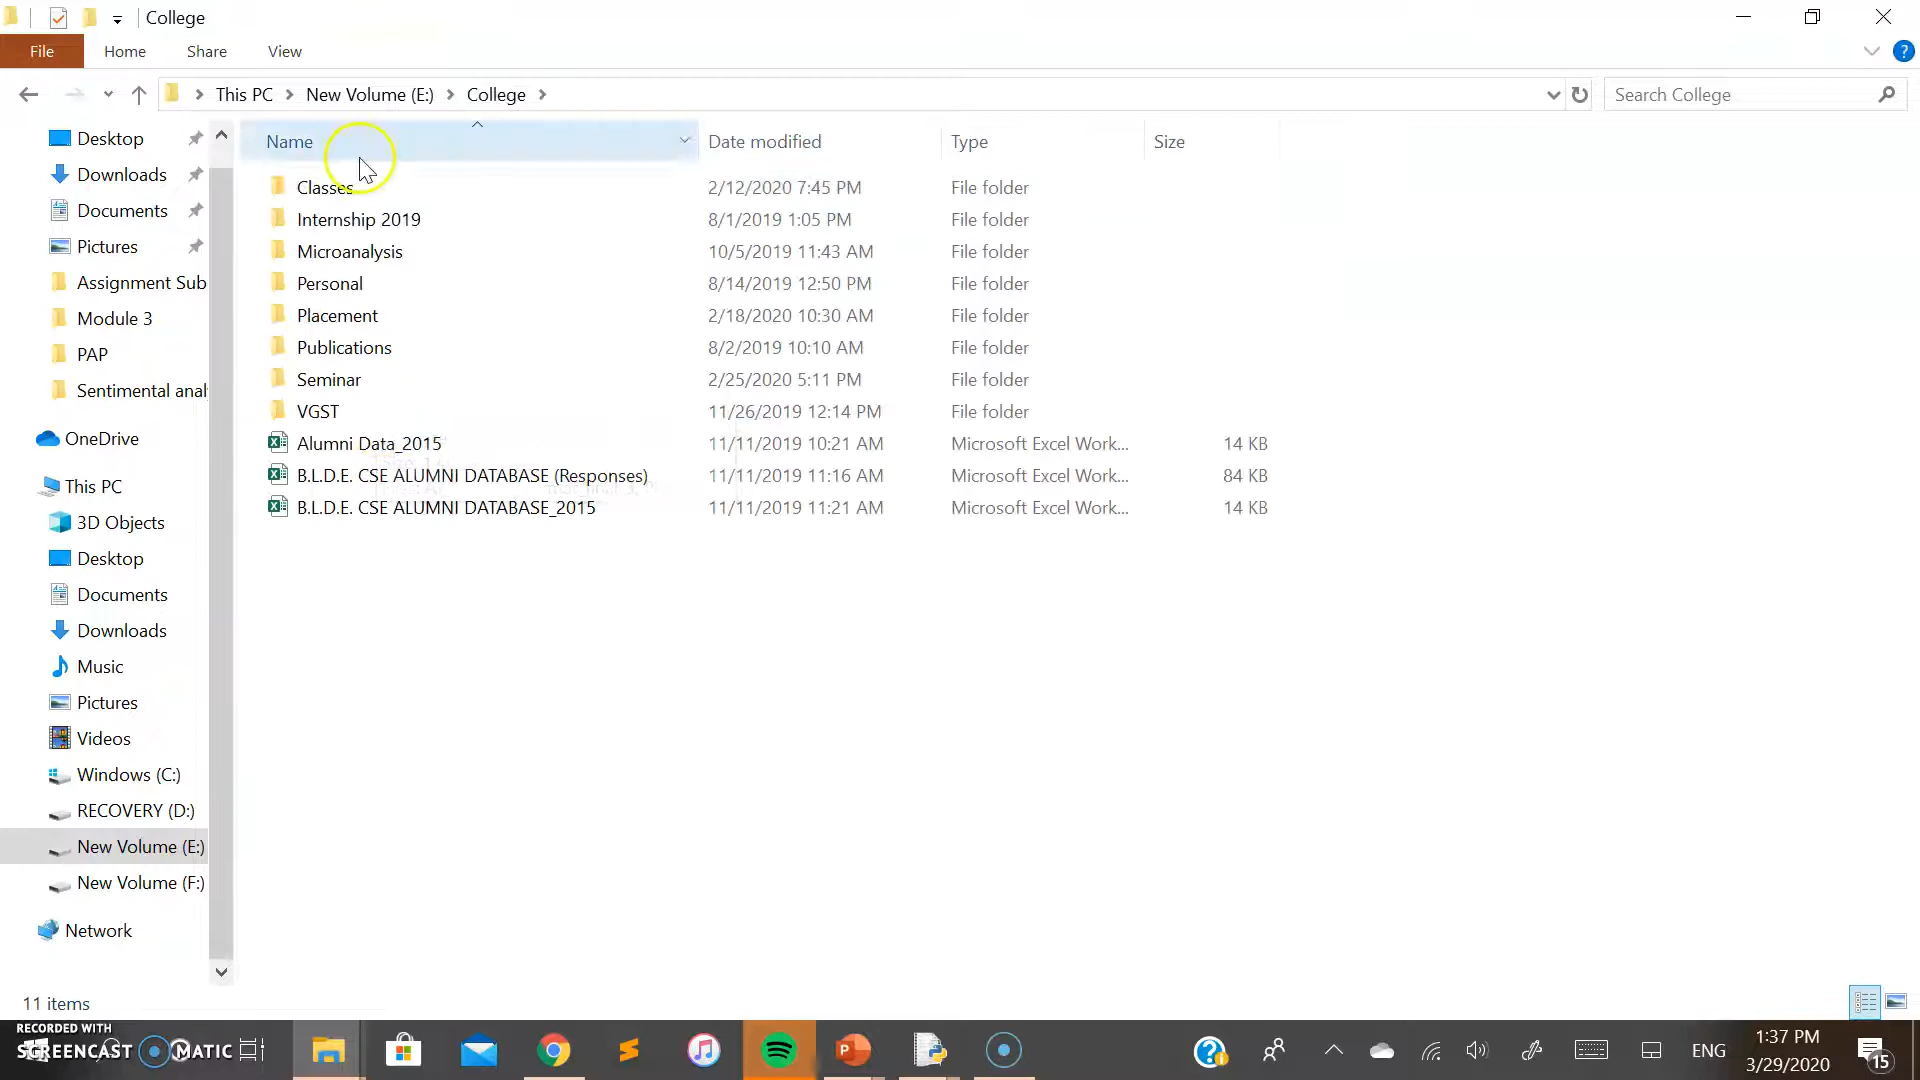 College
File Home Share View
This PC New Volume (E:) College Search College
Name Date modified Type Size
Classes 2/12/2020 7:45 PM File folder
Internship 2019 8/1/2019 1:05 PM File folder
Microanalysis 10/5/2019 11:43 AM File folder
Personal 8/14/2019 12:50 PM File folder
Placement 2/18/2020 10:30 AM File folder
Publications 8/2/2019 10:10 AM File folder
Seminar 2/25/2020 5:11 PM File folder
VGST 11/26/2019 12:14 PM File folder
Alumni Data_2015 11/11/2019 10:21 AM Microsoft Excel Work... 14 KB
B.L.D.E. CSE ALUMNI DATABASE (Responses) 11/11/2019 11:16 AM Microsoft Excel Work... 84 KB
B.L.D.E. CSE ALUMNI DATABASE_2015 11/11/2019 11:21 AM Microsoft Excel Work... 14 KB
Desktop
Downloads
Documents
Pictures
Assignment Sub
Module 3
PAP
Sentimental anal
OneDrive
This PC
3D Objects
Desktop
Documents
Downloads
Music
Pictures
Videos
Windows (C:)
RECOVERY (D:)
New Volume (E:)
New Volume (F:)
Network
11 items
RECORDED WITH
SCREENCAST MATIC
ENG
1:37 PM
3/29/2020
15